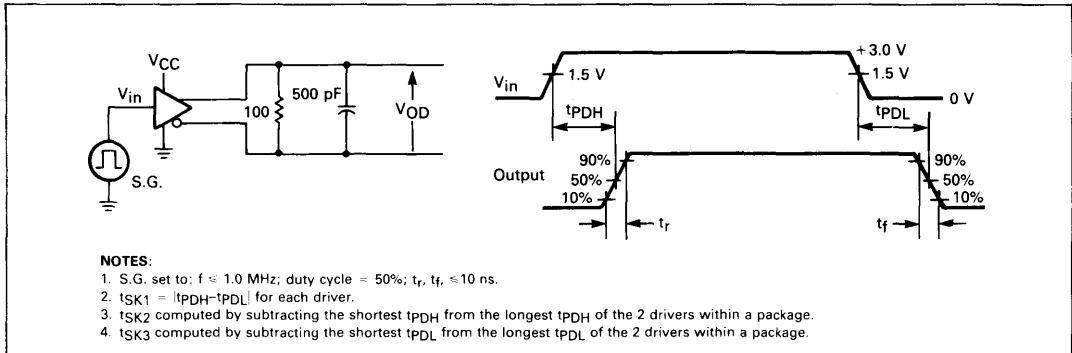 VCC
Vin
S.G.
100
500 pF
VOD
Vin
1.5 V
+3.0 V
1.5 V
0 V
tPDH
tPDL
Output
90%
50%
10%
90%
50%
10%
tr
tf
NOTES:
1. S.G. set to: f ≤ 1.0 MHz; duty cycle = 50%; tr, tf, ≤10 ns.
2. tSK1 = |tPDH-tPDL| for each driver.
3. tSK2 computed by subtracting the shortest tPDH from the longest tPDH of the 2 drivers within a package.
4. tSK3 computed by subtracting the shortest tPDL from the longest tPDL of the 2 drivers within a package.